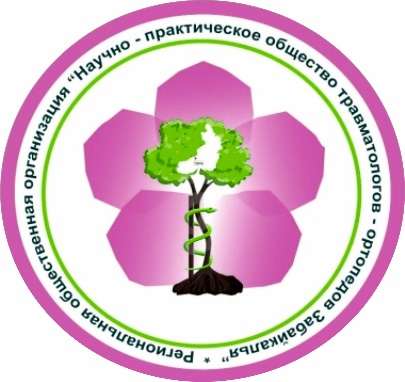 Региональная общественная организация "Научно - практическое общество травматологов - ортопедов Забайкалья" *